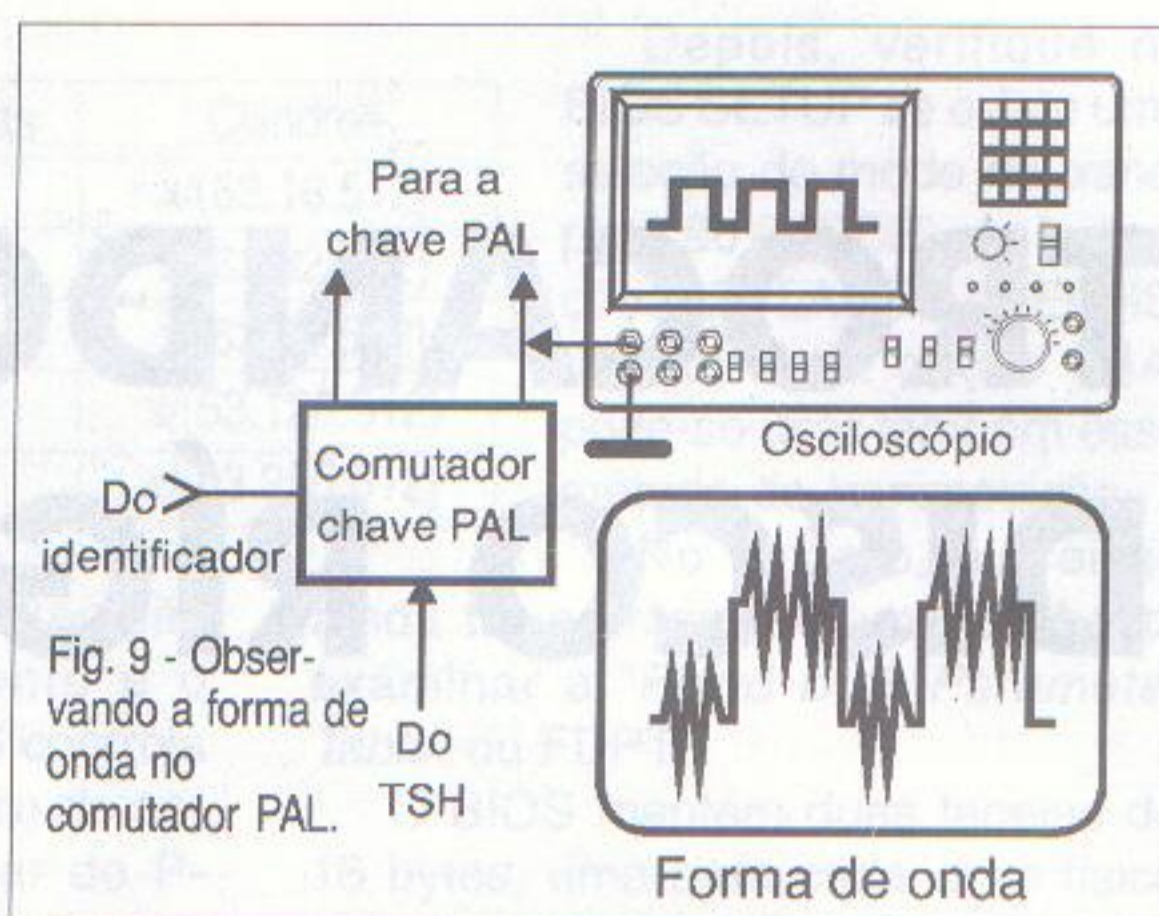 Para a
chave PAL
Osciloscópio
Comutador
chave PAL
Do
identificador
Fig. 9 - Obser-
vando a forma de
onda no
comutador PAL.
Do
TSH
Forma de onda